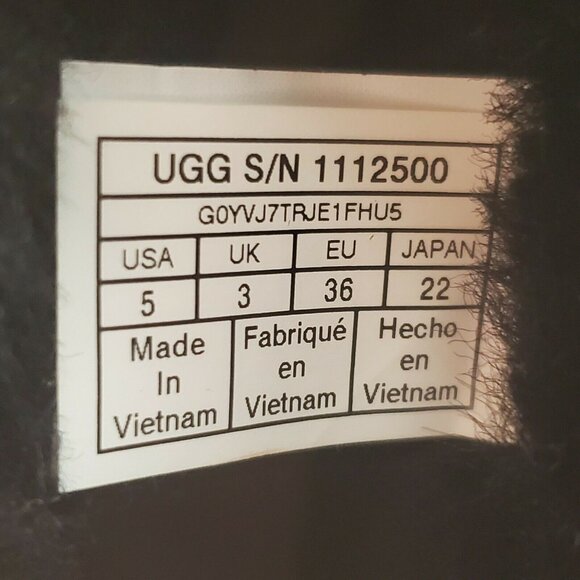 UGG S/N 1112500
G0YVJ7TRJE1FHU5
USA UK EU JAPAN
5 3 36 22
Made In Vietnam
Fabriqué en Vietnam
Hecho en Vietnam